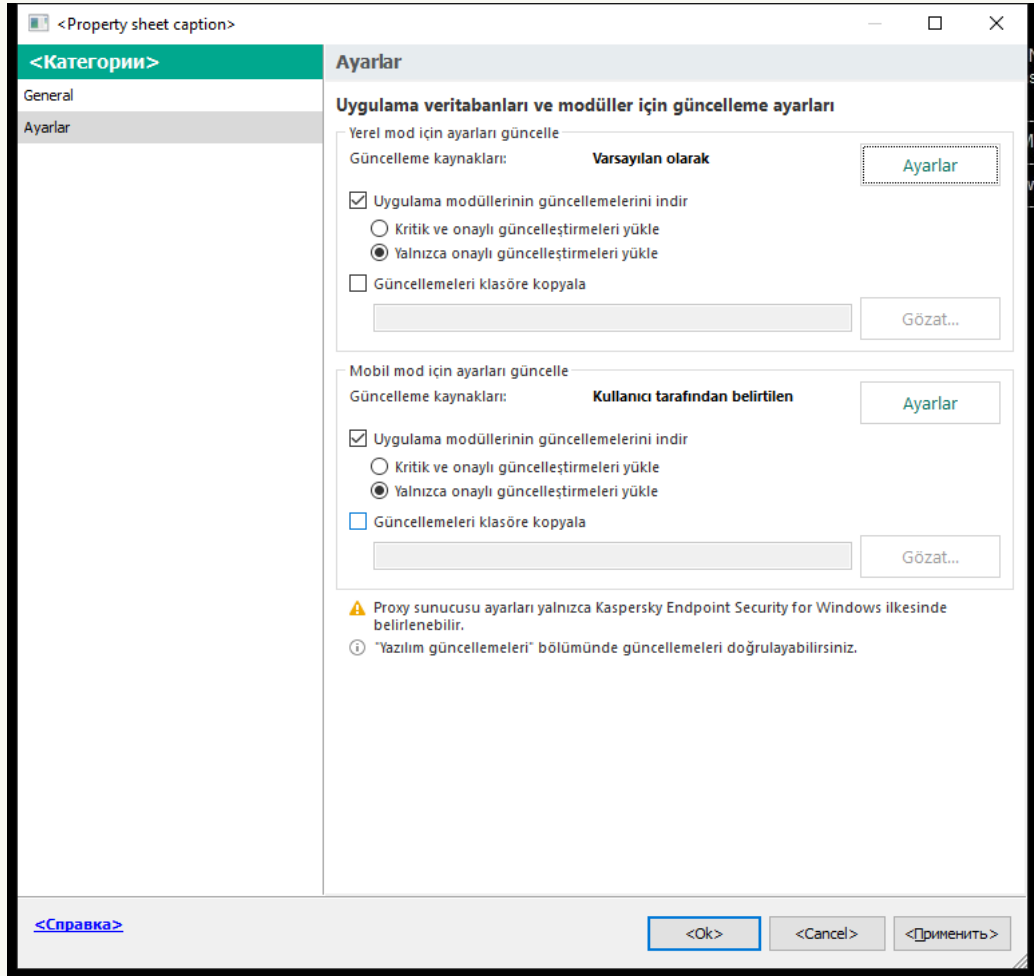 <Property sheet caption>
<Категории>
General
Ayarlar
Ayarlar
Uygulama veritabanları ve modüller için güncelleme ayarları
Yerel mod için ayarları güncelle
Güncelleme kaynakları: Varsayılan olarak
Ayarlar
Uygulama modüllerinin güncellemelerini indir
Kritik ve onaylı güncelleştirmeleri yükle
Yalnızca onaylı güncelleştirmeleri yükle
Güncellemeleri klasöre kopyala
Gözat...
Mobil mod için ayarları güncelle
Güncelleme kaynakları: Kullanıcı tarafından belirtilen
Ayarlar
Uygulama modüllerinin güncellemelerini indir
Kritik ve onaylı güncelleştirmeleri yükle
Yalnızca onaylı güncelleştirmeleri yükle
Güncellemeleri klasöre kopyala
Gözat...
Proxy sunucusu ayarları yalnızca Kaspersky Endpoint Security for Windows ilkesinde
belirlenebilir.
"Yazılım güncellemeleri" bölümünde güncellemeleri doğrulayabilirsiniz.
<Справка>
<Ok>
<Cancel>
<Применить>